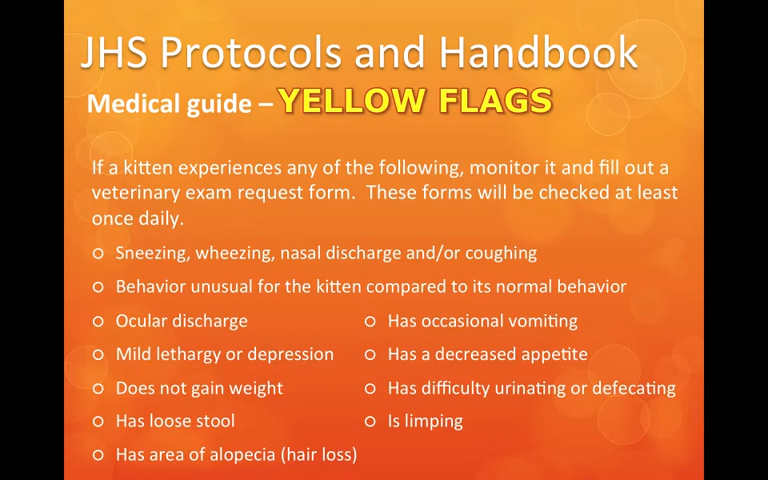 JHS Protocols and Handbook
Medical guide – YELLOW FLAGS
If a kitten experiences any of the following, monitor it and fill out a
veterinary exam request form.  These forms will be checked at least
once daily.
Sneezing, wheezing, nasal discharge and/or coughing
Behavior unusual for the kitten compared to its normal behavior
Ocular discharge
Mild lethargy or depression
Does not gain weight
Has loose stool
Has area of alopecia (hair loss)
Has occasional vomiting
Has a decreased appetite
Has difficulty urinating or defecating
Is limping